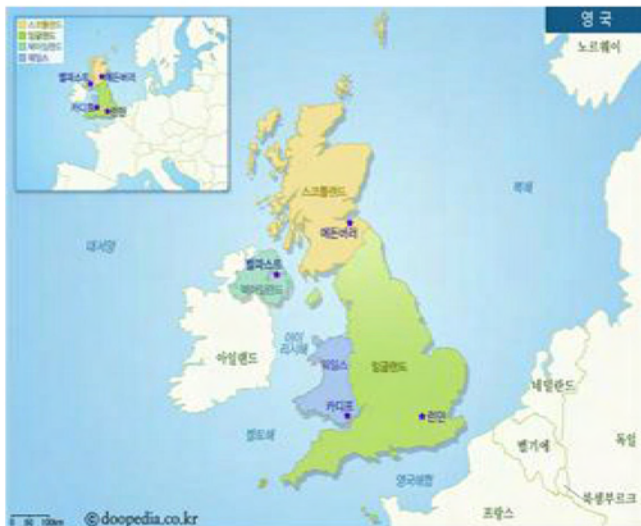 영국
스코틀랜드
잉글랜드
북아일랜드
웨일스
벨파스트
에든버러
카디프
런던
노르웨이
스코틀랜드
북해
에든버러
대서양
벨파스트
북아일랜드
아이
리시해
아일랜드
웨일스
잉글랜드
네덜란드
카디프
런던
독일
켈트해
벨기에
영국해협
룩셈부르크
프랑스
0 50 100km
©doopedia.co.kr